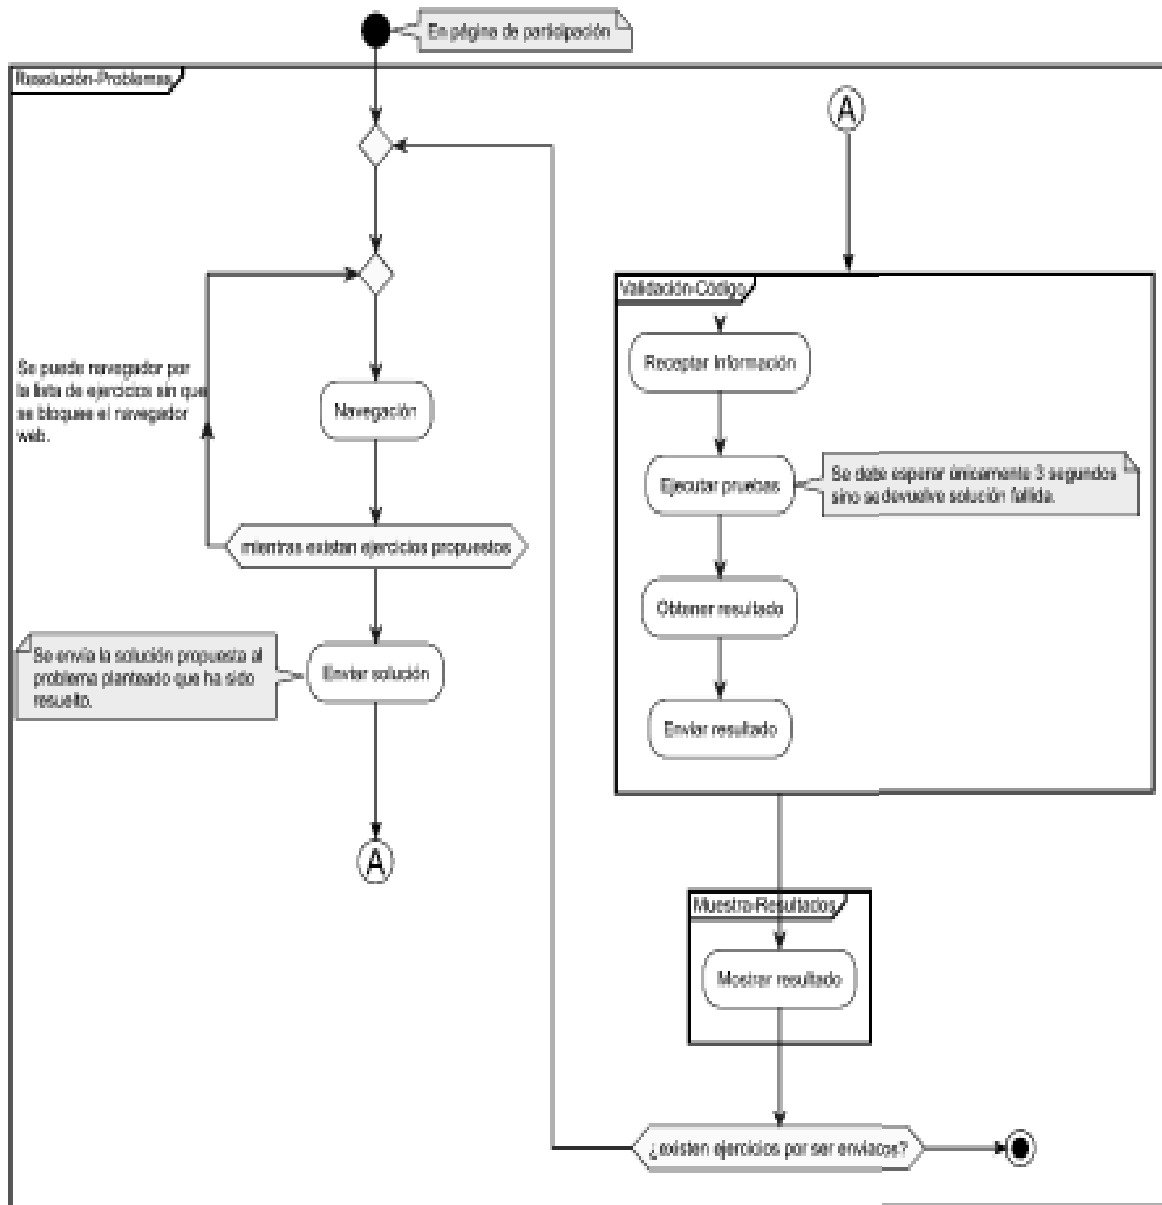 En página de participación
Resolución-Problemas
A
Validación-Código
Receptar información
Se puede navegador por
la lista de ejercicios sin que
se bloquee el navegador
web.
Navegación
Ejecutar pruebas
Se debe esperar únicamente 3 segundos
sino se devuelve solución fallida.
mientras existan ejercicios propuestos
Obtener resultado
Se envía la solución propuesta al
problema planteado que ha sido
resuelto.
Enviar solución
Enviar resultado
A
Muestra-Resultados
Mostrar resultado
¿existen ejercicios por ser enviados?